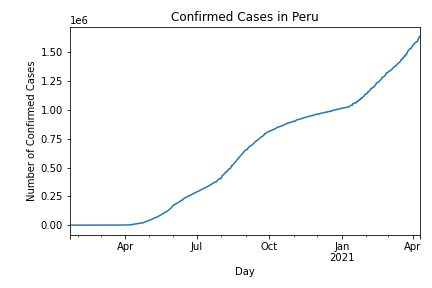 Confirmed Cases in Peru
1e6
Number of Confirmed Cases
1.50
1.25
1.00
0.75
0.50
0.25
0.00
Apr Jul Oct Jan Apr
2021
Day